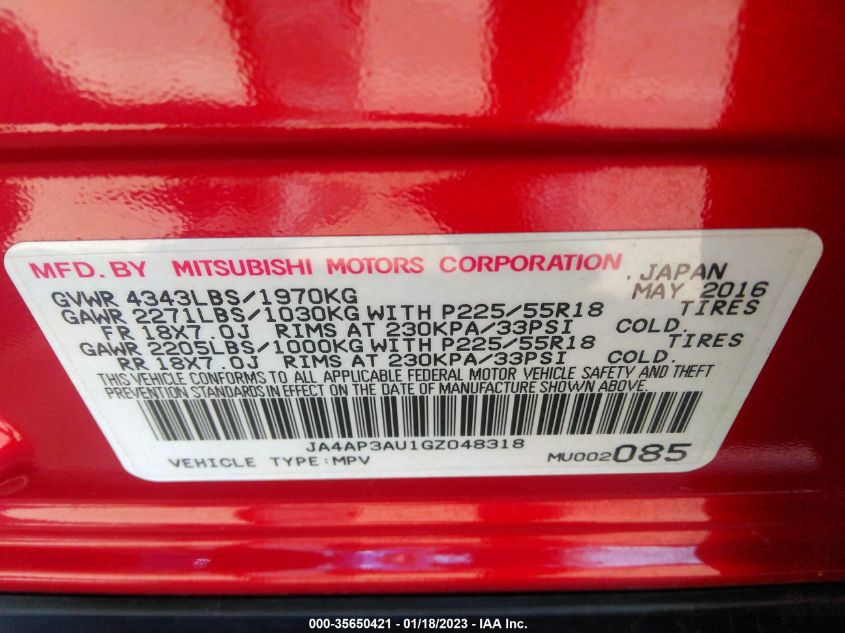 MFD. BY MITSUBISHI MOTORS CORPORATION JAPAN
GVWR 4343LBS/1970KG MAY 2016
GAWR 2271LBS/1030KG WITH P225/55R18 TIRES
FR 18X7.0J RIMS AT 230KPA/33PSI COLD.
GAWR 2205LBS/1000KG WITH P225/55R18 TIRES
RR 18X7.0J RIMS AT 230KPA/33PSI COLD.
THIS VEHICLE CONFORMS TO ALL APPLICABLE FEDERAL MOTOR VEHICLE SAFETY AND THEFT
PREVENTION STANDARDS IN EFFECT ON THE DATE OF MANUFACTURE SHOWN ABOVE.
JA4AP3AU1GZ048318
VEHICLE TYPE:MPV MU002085
000-35650421 - 01/18/2023 - © IAA Inc.